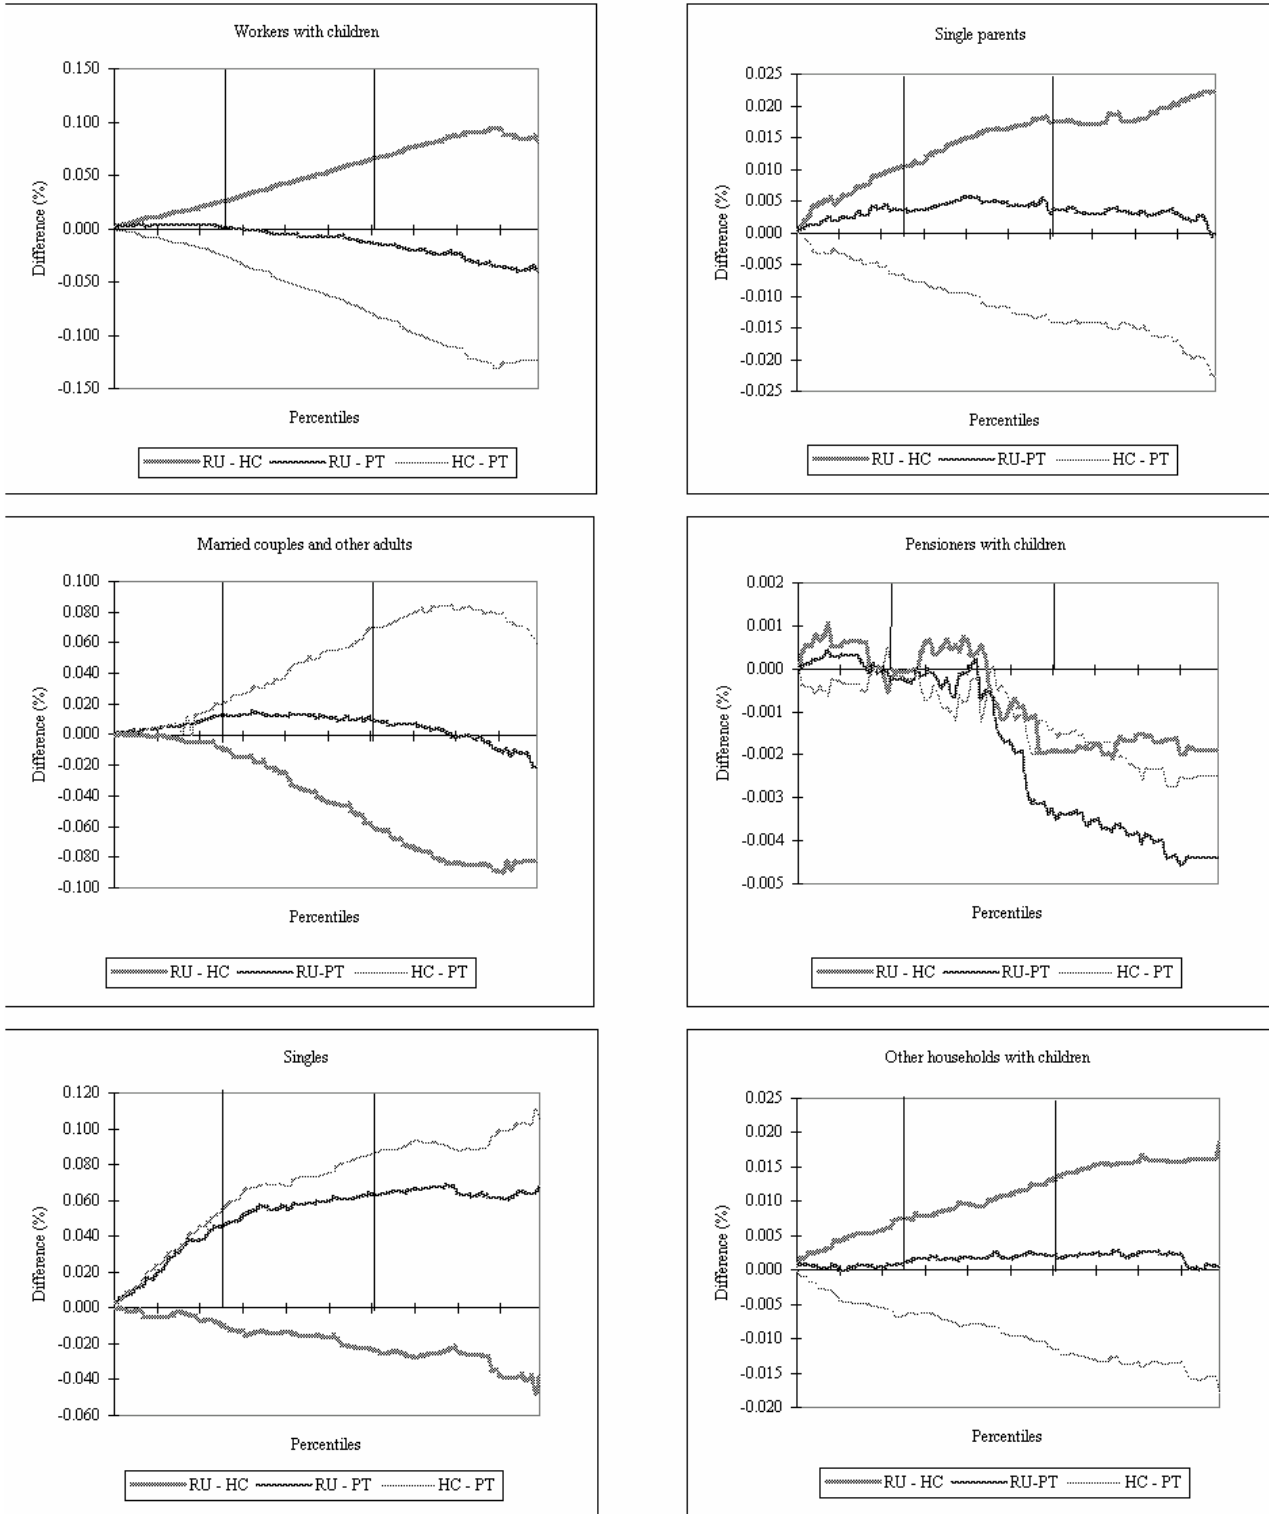 Workers with children
0.150
0.100
0.050
0.000
-0.050
-0.100
-0.150
Difference (%)
Percentiles
RU - HC RU - PT HC - PT
Single parents
0.025
0.020
0.015
0.010
0.005
0.000
-0.005
-0.010
-0.015
-0.020
-0.025
Difference (%)
Percentiles
RU - HC RU-PT HC - PT
Married couples and other adults
0.100
0.080
0.060
0.040
0.020
0.000
-0.020
-0.040
-0.060
-0.080
-0.100
Difference (%)
Percentiles
RU - HC RU-PT HC - PT
Pensioners with children
0.002
0.001
0.000
-0.001
-0.002
-0.003
-0.004
-0.005
Difference (%)
Percentiles
RU - HC RU-PT HC - PT
Singles
0.120
0.100
0.080
0.060
0.040
0.020
0.000
-0.020
-0.040
-0.060
Difference (%)
Percentiles
RU - HC RU - PT HC - PT
Other households with children
0.025
0.020
0.015
0.010
0.005
0.000
-0.005
-0.010
-0.015
-0.020
Difference (%)
Percentiles
RU - HC RU-PT HC - PT